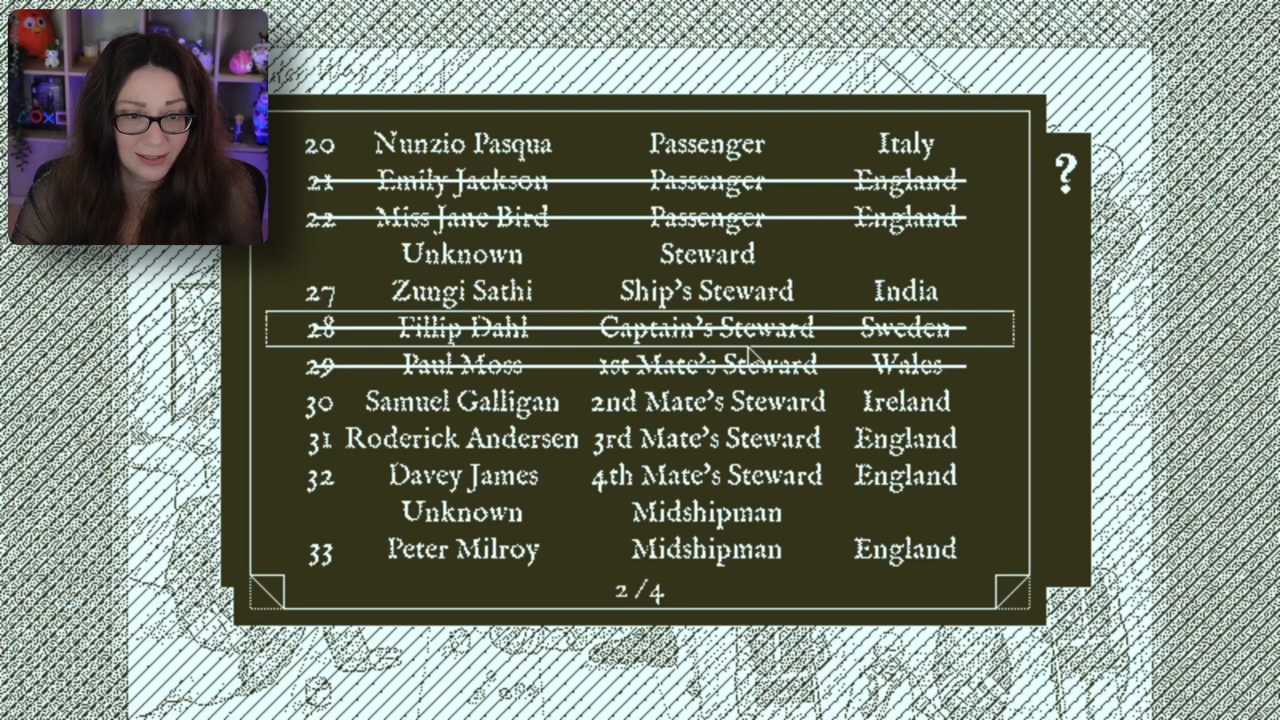 20 Nunzio Pasqua Passenger Italy
?
21 Emily Jackson Passenger England
22 Miss Jane Bird Passenger England
Unknown Steward
27 Zungi Sathi Ship's Steward India
28 Fillip Dahl Captain's Steward Sweden
29 Paul Moss 1st Mate's Steward Wales
30 Samuel Galligan 2nd Mate's Steward Ireland
31 Roderick Andersen 3rd Mate's Steward England
32 Davey James 4th Mate's Steward England
Unknown Midshipman
33 Peter Milroy Midshipman England
2/4